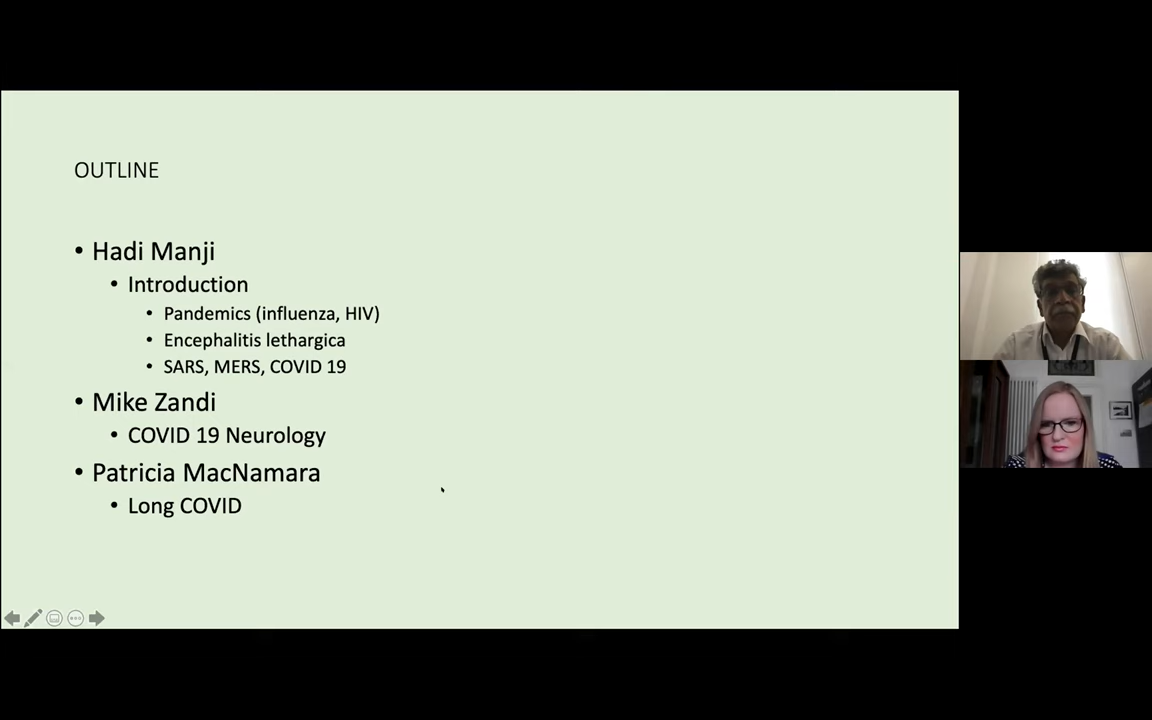 OUTLINE
• Hadi Manji
• Introduction
• Pandemics (influenza, HIV)
• Encephalitis lethargica
• SARS, MERS, COVID 19
• Mike Zandi
• COVID 19 Neurology
• Patricia MacNamara
• Long COVID